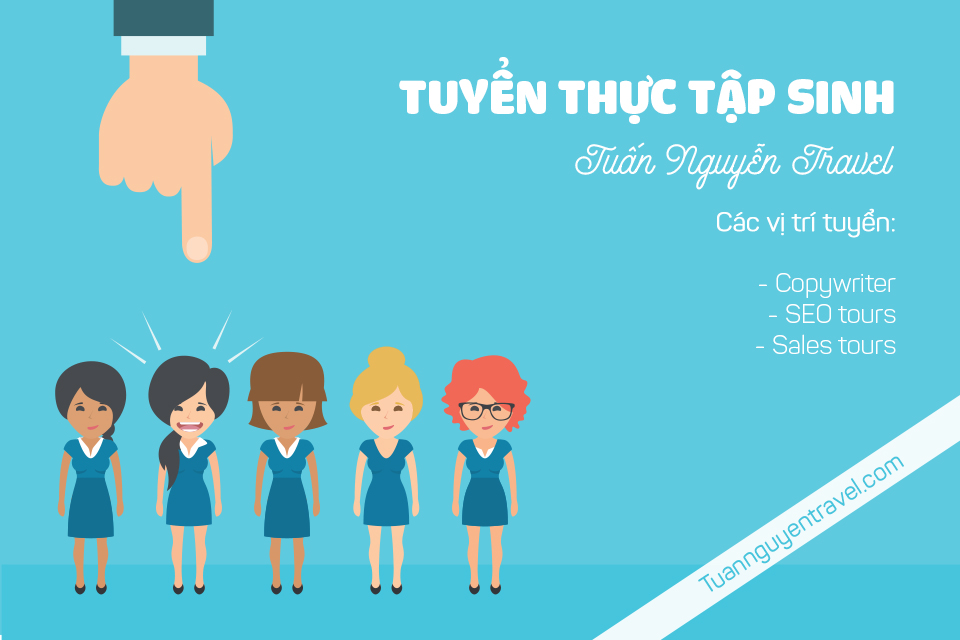 TUYỂN THỰC TẬP SINH
Tuấn Nguyễn Travel
Các vị trí tuyển:
- Copywriter
- SEO tours
- Sales tours
Tuannguyentravel.com